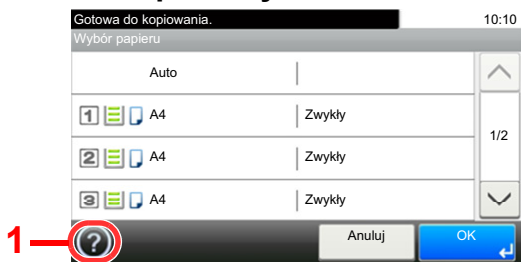 Gotowa do kopiowania. 10:10
Wybór papieru
Auto
1 A4 Zwykły
1/2
2 A4 Zwykły
3 A4 Zwykły
1 ? Anuluj OK